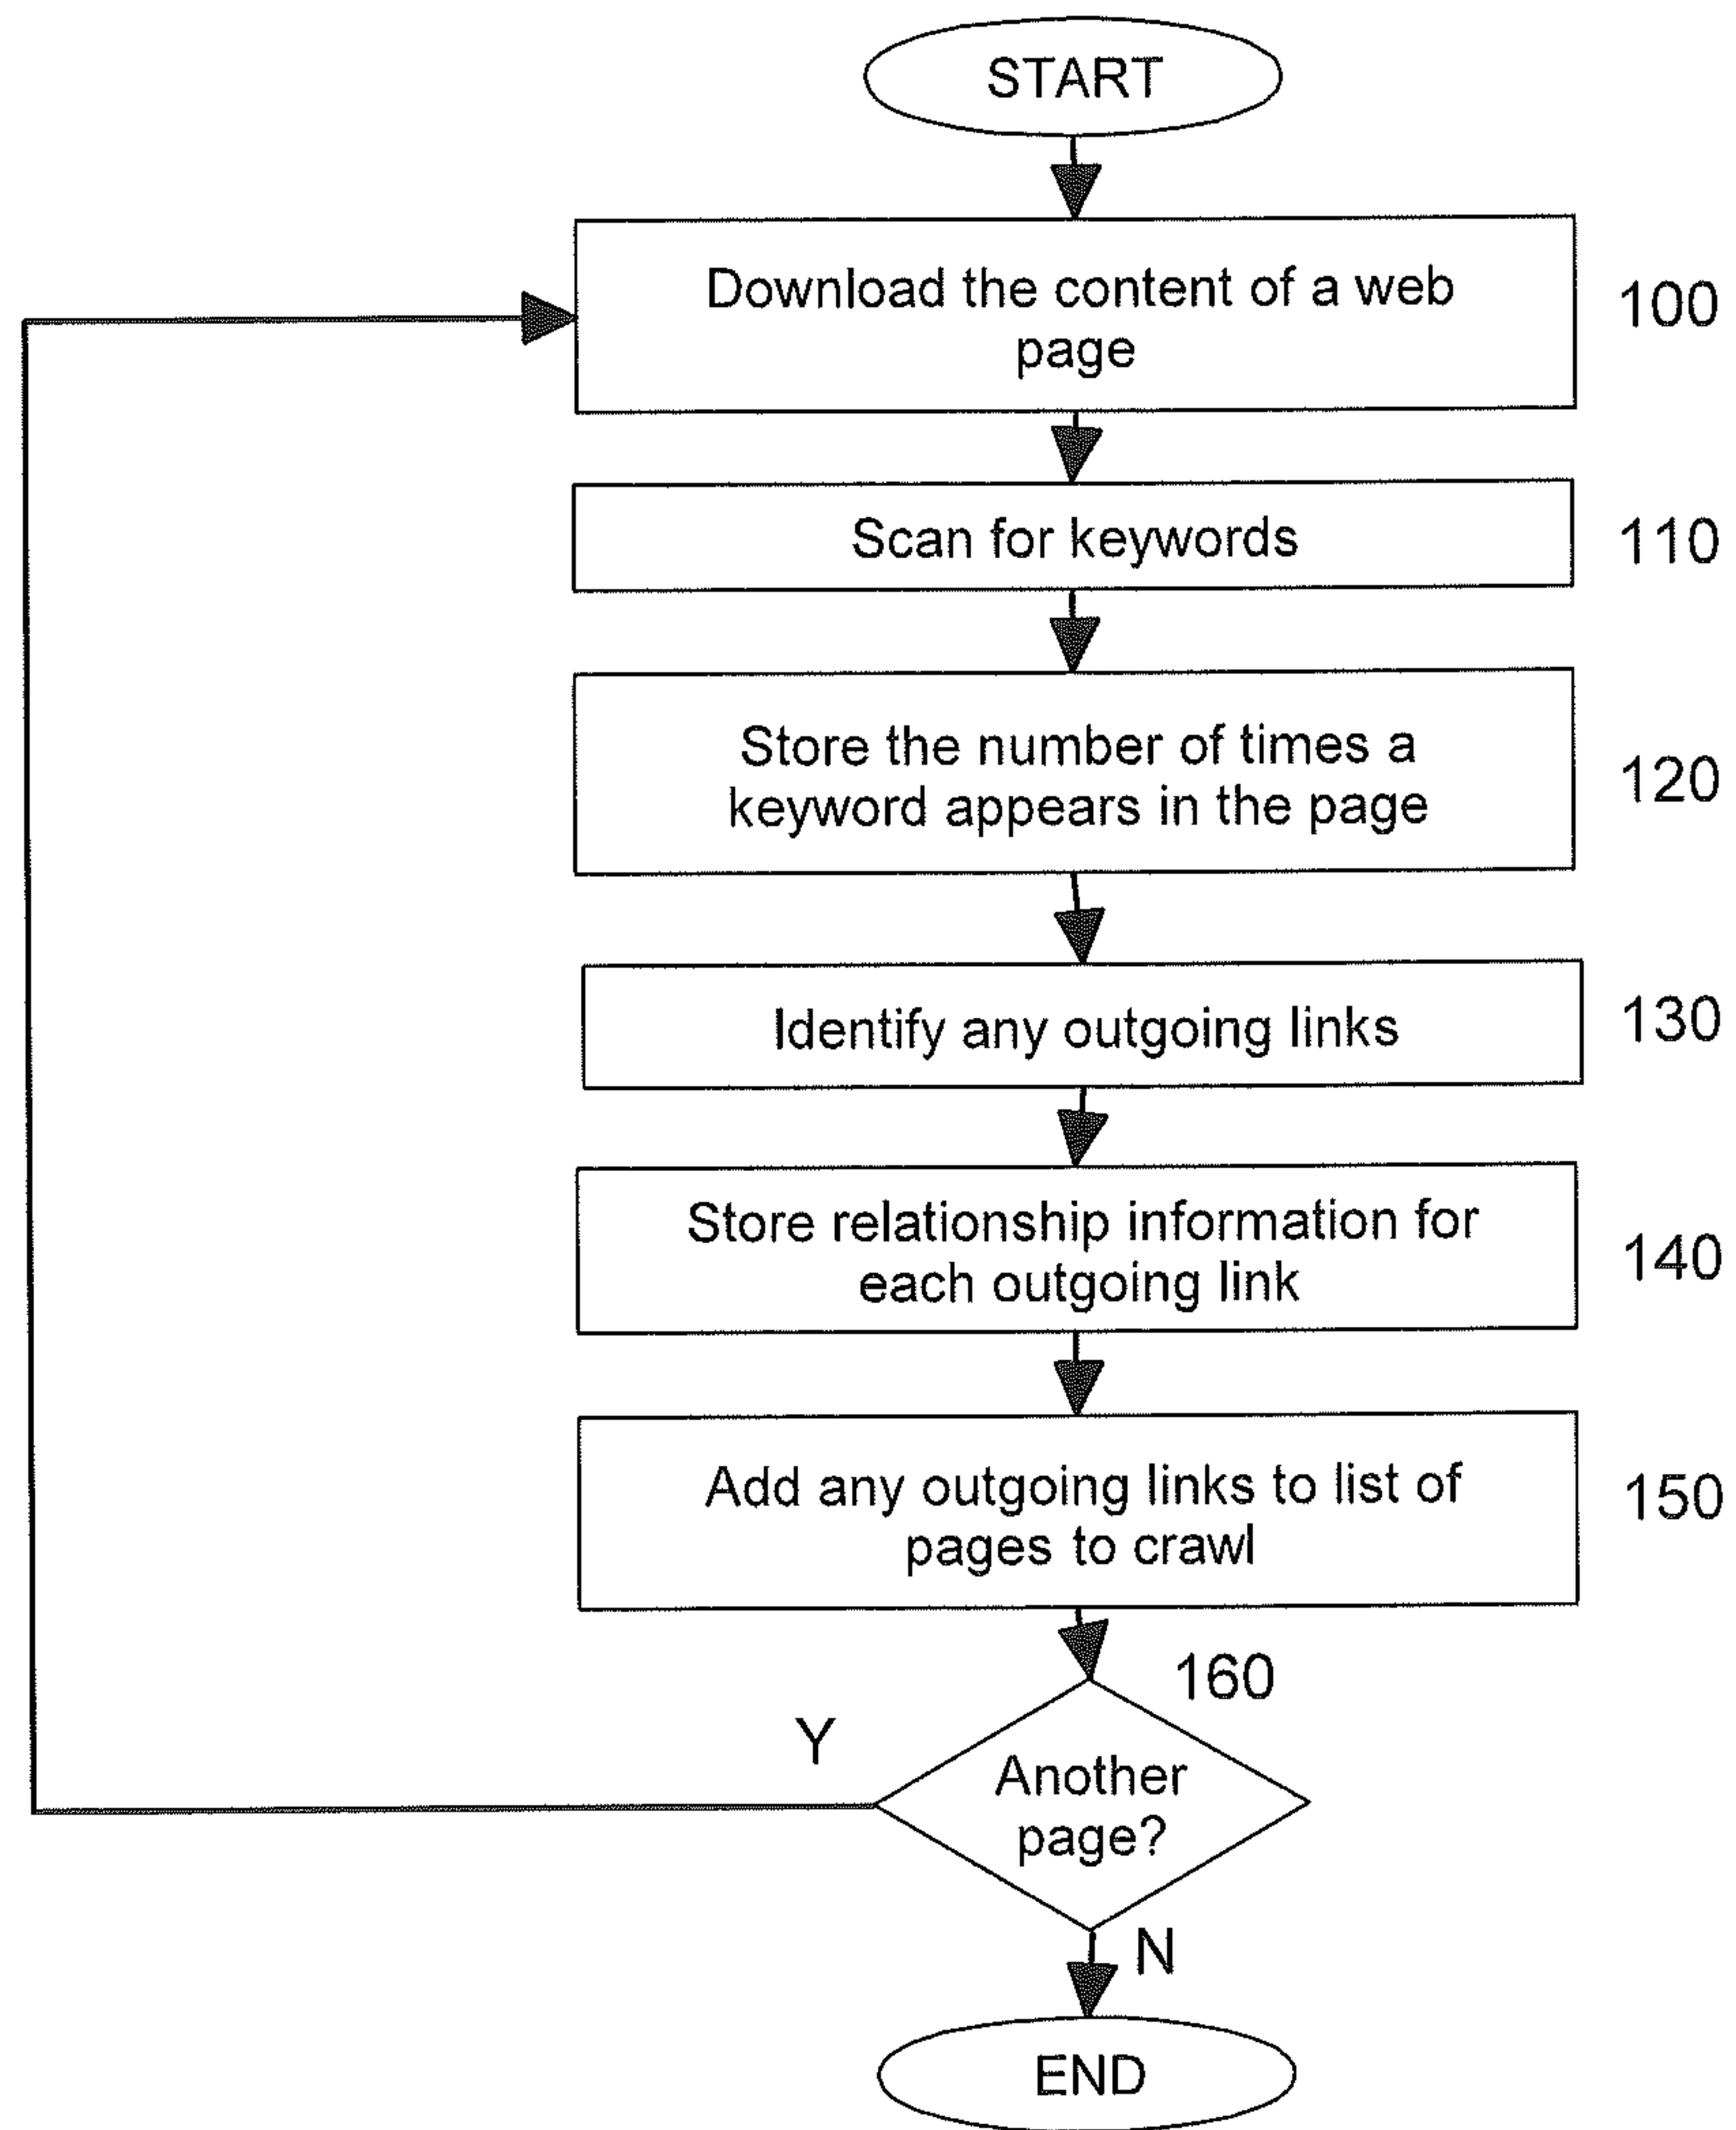 START
Download the content of a web
page
100
Scan for keywords
110
Store the number of times a
keyword appears in the page
120
Identify any outgoing links
130
Store relationship information for
each outgoing link
140
Add any outgoing links to list of
pages to crawl
150
160
Y
Another
page?
N
END